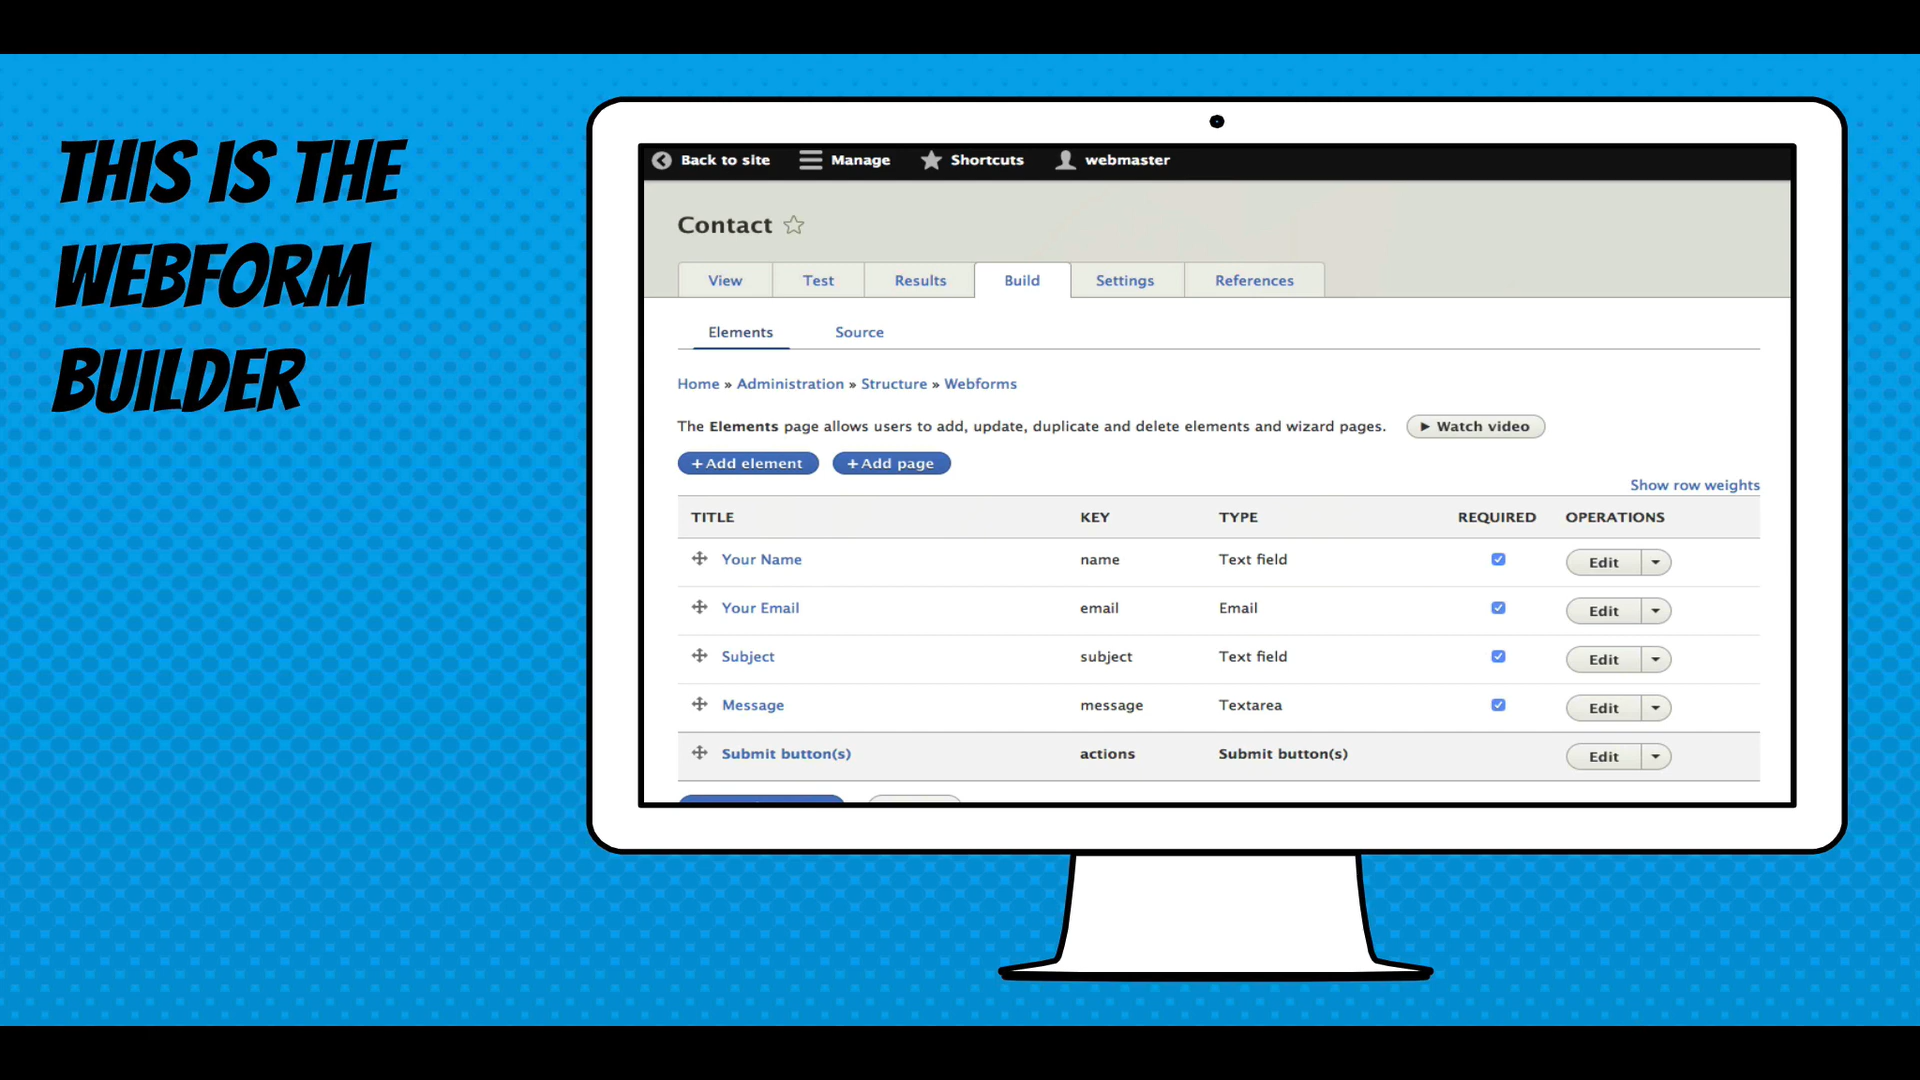 THIS IS THE
WEBFORM
BUILDER
Back to site Manage Shortcuts webmaster
Contact
View Test Results Build Settings References
Elements Source
Home » Administration » Structure » Webforms
The Elements page allows users to add, update, duplicate and delete elements and wizard pages. Watch video
+Add element +Add page
Show row weights
TITLE KEY TYPE REQUIRED OPERATIONS
Your Name name Text field Edit
Your Email email Email Edit
Subject subject Text field Edit
Message message Textarea Edit
Submit button(s) actions Submit button(s) Edit